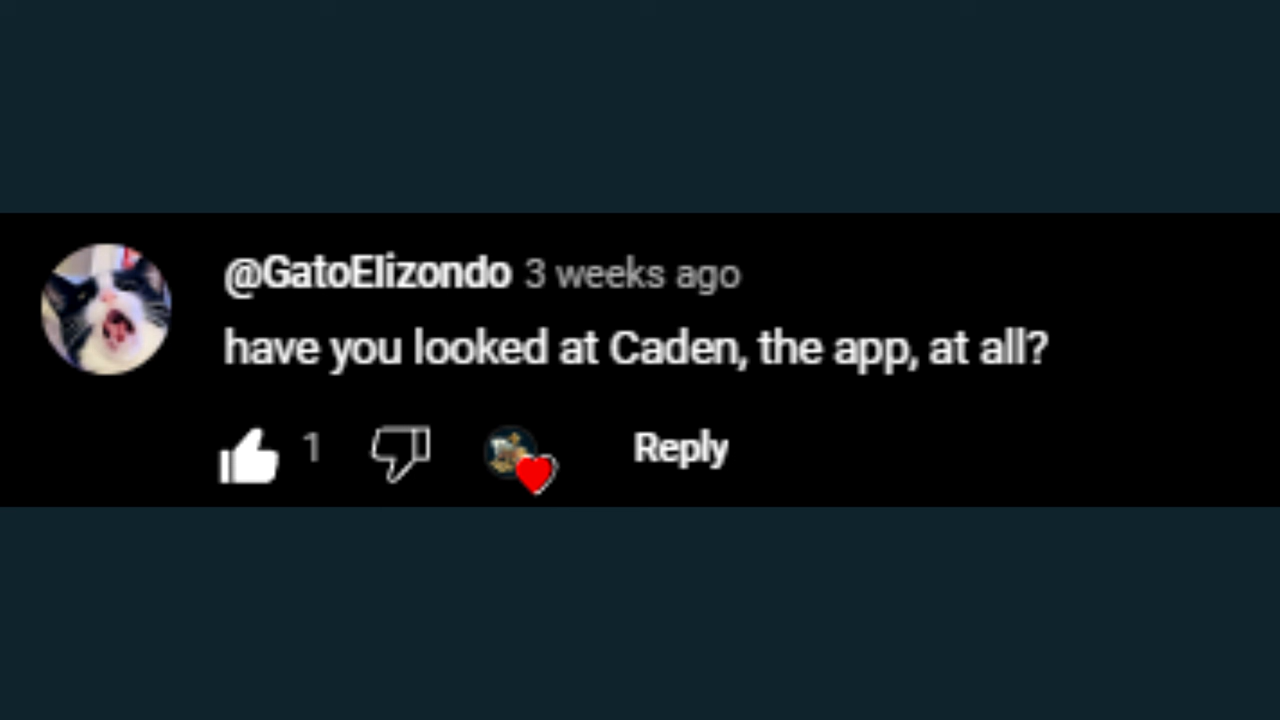 @GatoElizondo 3 weeks ago
have you looked at Caden, the app, at all?
1 Reply